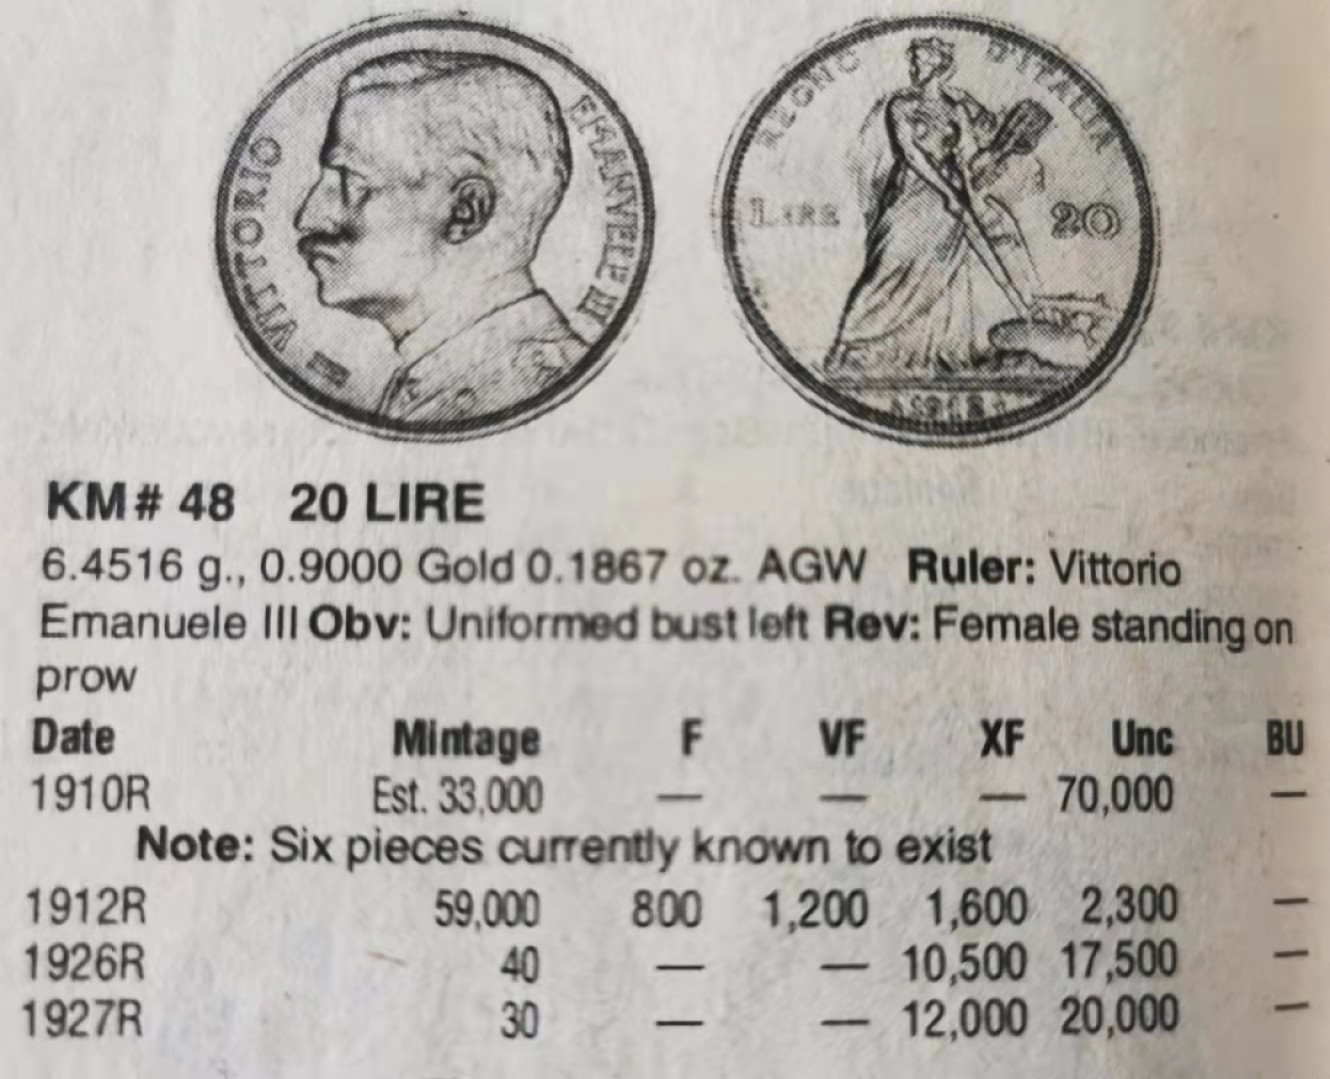 VITTORIO EMANVELE III
REGNO D'ITALIA
LIRE 20
KM# 48 20 LIRE
6.4516 g., 0.9000 Gold 0.1867 oz. AGW Ruler: Vittorio
Emanuele III Obv: Uniformed bust left Rev: Female standing on
prow
Date Mintage F VF XF Unc BU
1910R Est. 33,000 — — — 70,000 —
Note: Six pieces currently known to exist
1912R 59,000 800 1,200 1,600 2,300 —
1926R 40 — — 10,500 17,500 —
1927R 30 — — 12,000 20,000 —